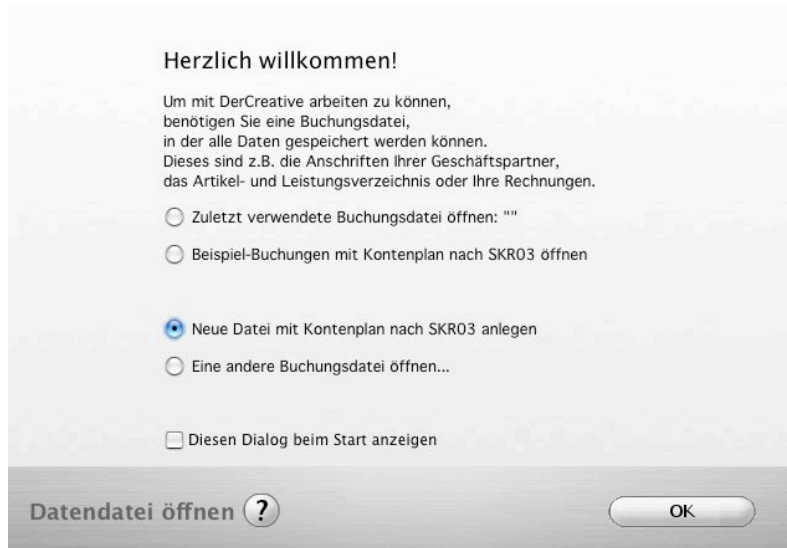 Herzlich willkommen!
Um mit DerCreative arbeiten zu können,
benötigen Sie eine Buchungsdatei,
in der alle Daten gespeichert werden können.
Dieses sind z.B. die Anschriften Ihrer Geschäftspartner,
das Artikel- und Leistungsverzeichnis oder Ihre Rechnungen.
Zuletzt verwendete Buchungsdatei öffnen: ""
Beispiel-Buchungen mit Kontenplan nach SKR03 öffnen
Neue Datei mit Kontenplan nach SKR03 anlegen
Eine andere Buchungsdatei öffnen...
Diesen Dialog beim Start anzeigen
Datendatei öffnen ? OK